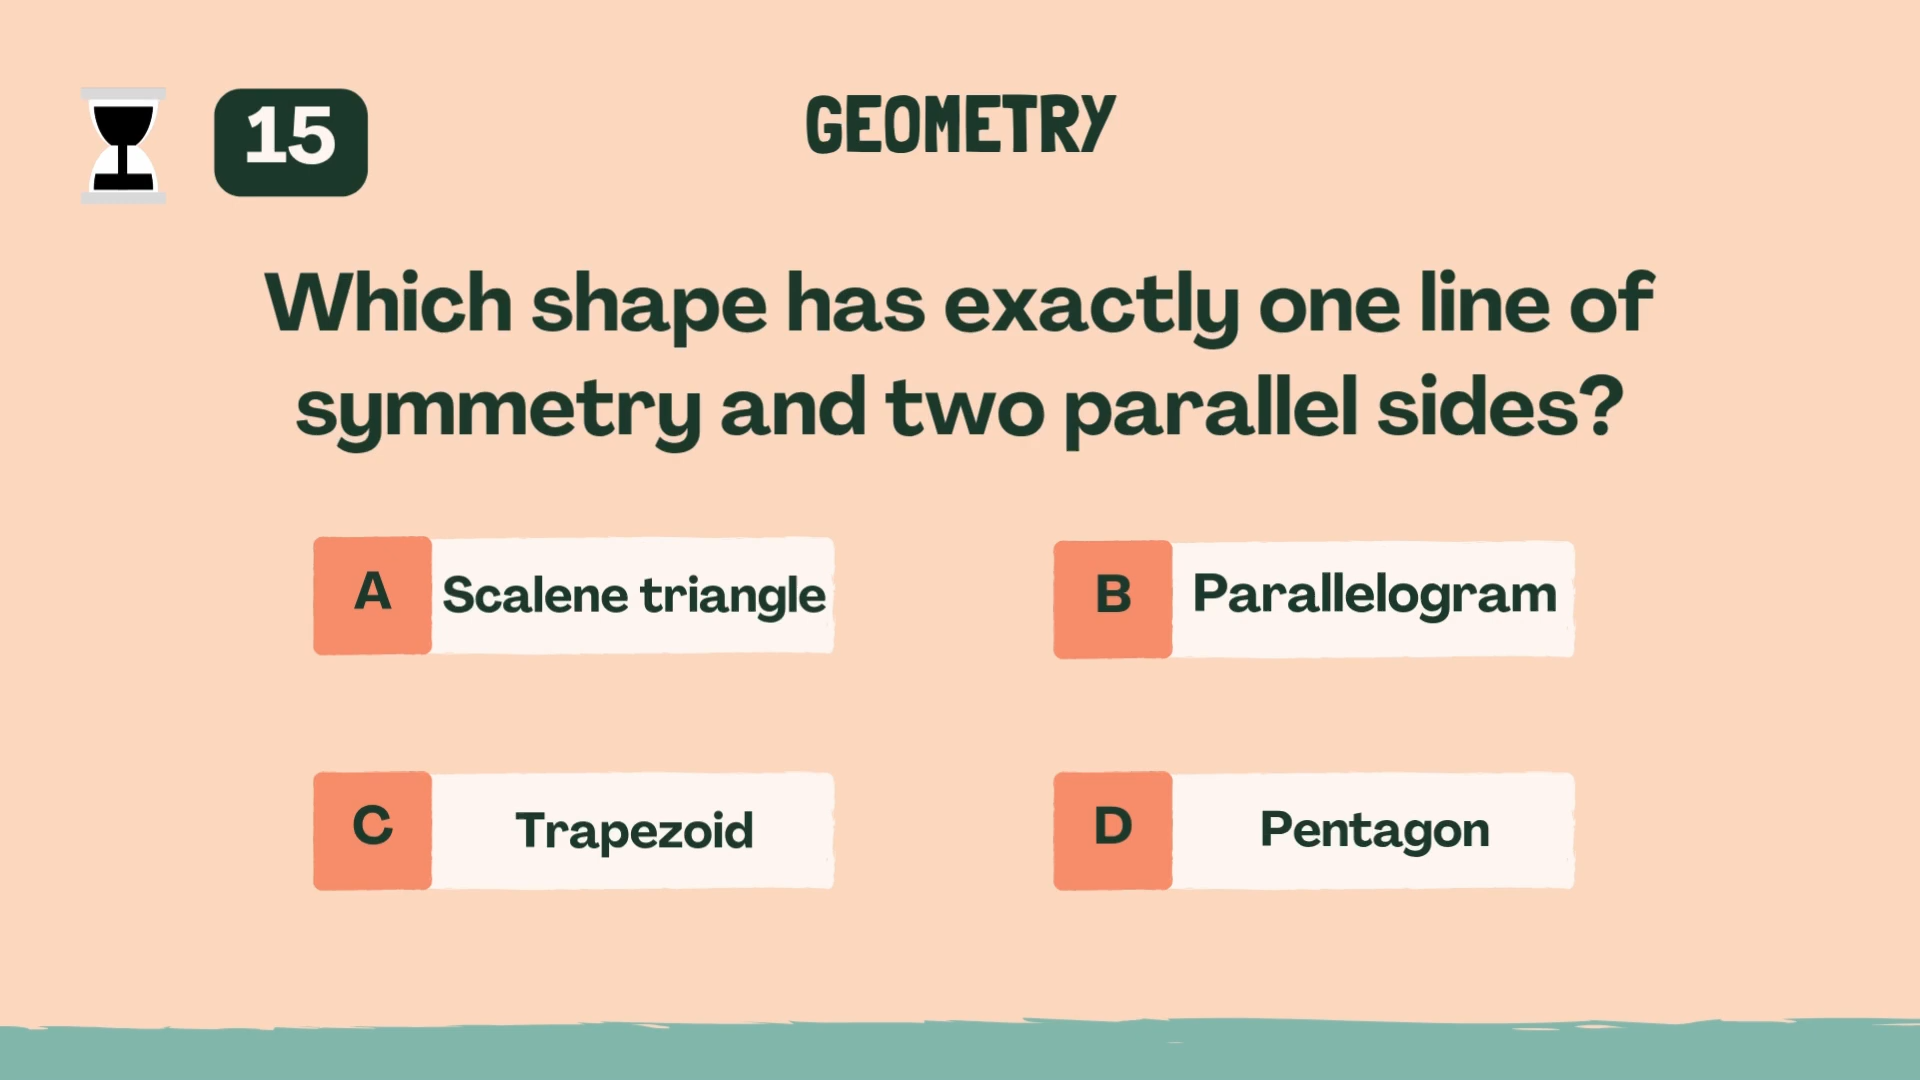 15
GEOMETRY
Which shape has exactly one line of
symmetry and two parallel sides?
A Scalene triangle
B Parallelogram
C Trapezoid
D Pentagon